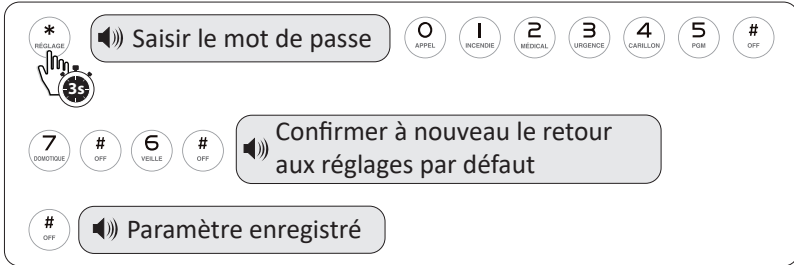 * RÉGLAGE Saisir le mot de passe 0 APPEL 1 INCENDIE 2 MÉDICAL 3 URGENCE 4 CARILLON 5 PGM # OFF
3s
7 DOMOTIQUE # OFF 6 VEILLE # OFF Confirmer à nouveau le retour
aux réglages par défaut
# OFF Paramètre enregistré